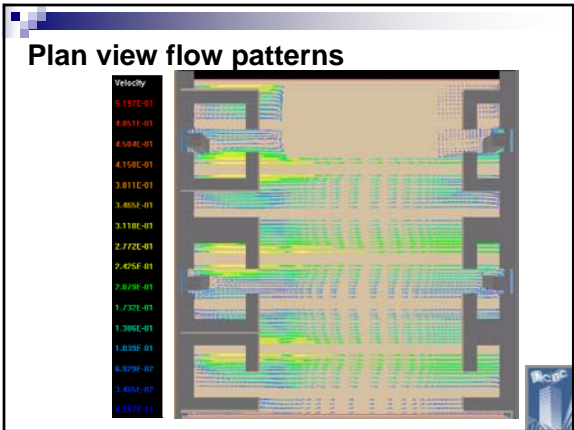 Plan view flow patterns
Velocity
5.197E-01
4.851E-01
4.504E-01
4.158E-01
3.811E-01
3.465E-01
3.118E-01
2.772E-01
2.425E-01
2.079E-01
1.732E-01
1.386E-01
1.039E-01
6.929E-02
3.465E-02